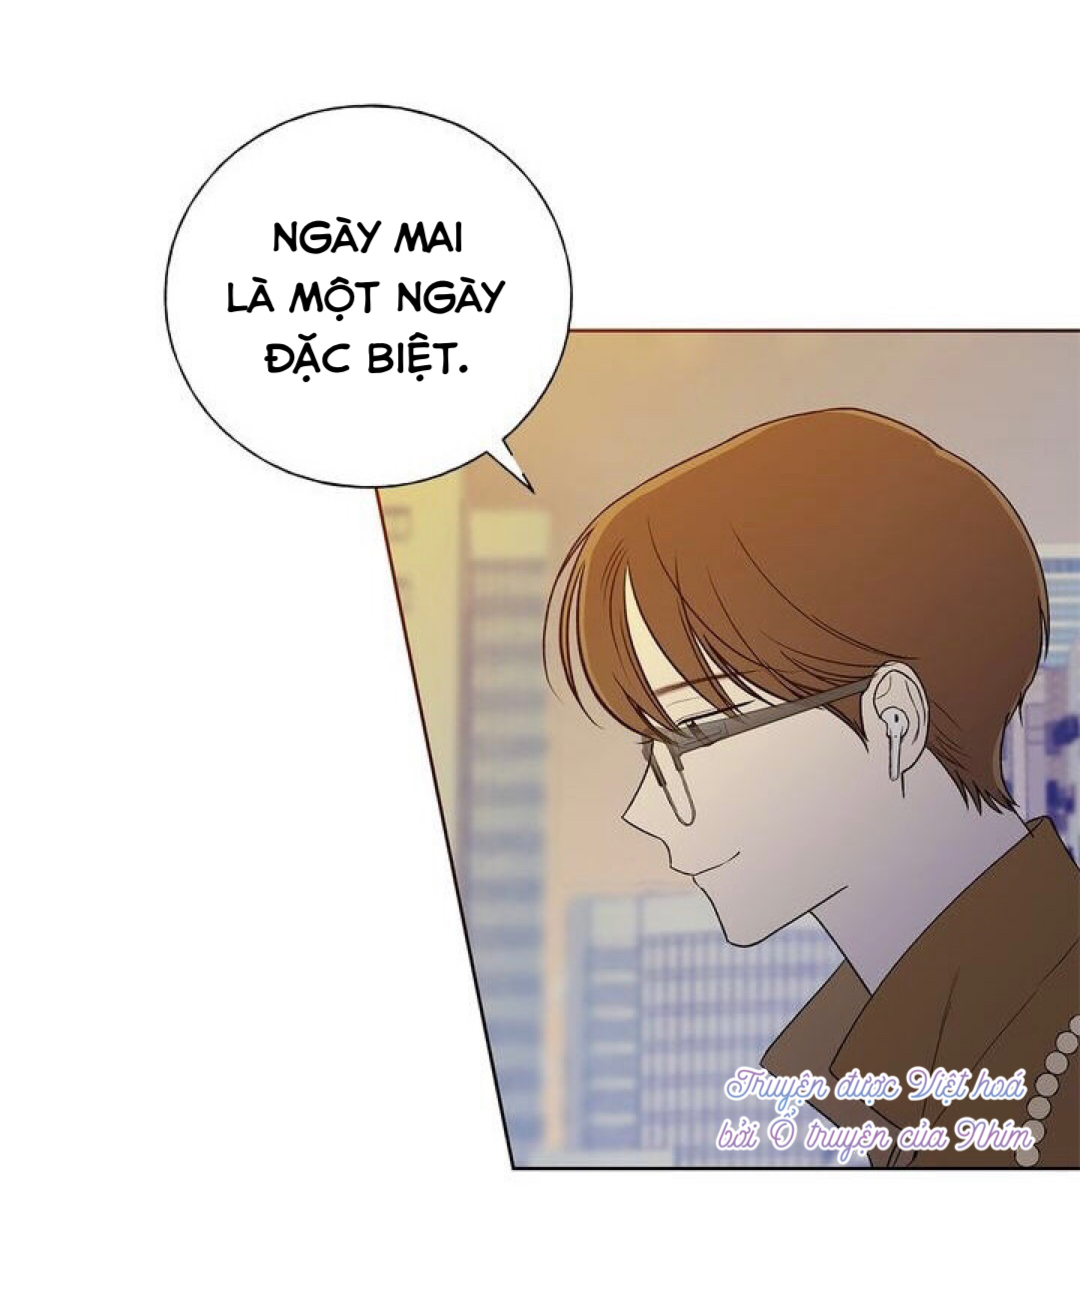 NGÀY MAI
LÀ MỘT NGÀY
ĐẶC BIỆT.
Truyện được Việt hoá
bởi Ổ truyện của Nhím